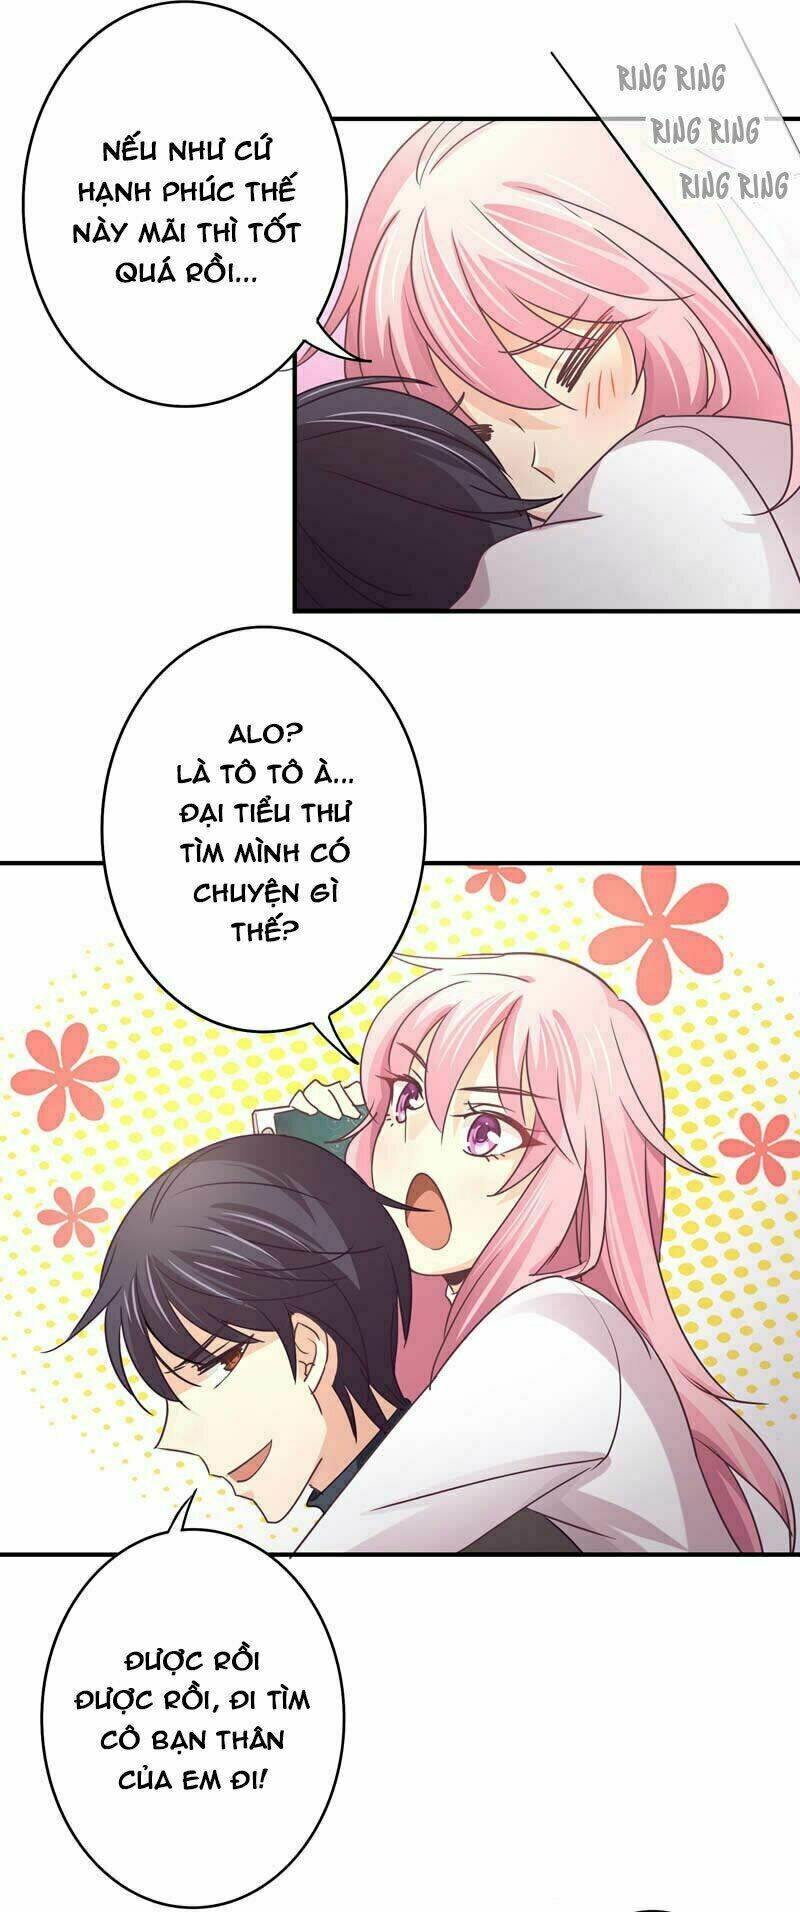 RING RING
RING RING
RING RING
NẾU NHƯ CỨ
HẠNH PHÚC THẾ
NÀY MÃI THÌ TỐT
QUÁ RỒI...
ALO?
LÀ TÔ TÔ À...
ĐẠI TIỂU THƯ
TÌM MÌNH CÓ
CHUYỆN GÌ
THẾ?
ĐƯỢC RỒI
ĐƯỢC RỒI, ĐI TÌM
CÔ BẠN THÂN
CỦA EM ĐI!